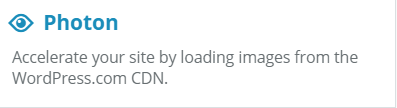 Photon
Accelerate your site by loading images from the
WordPress.com CDN.